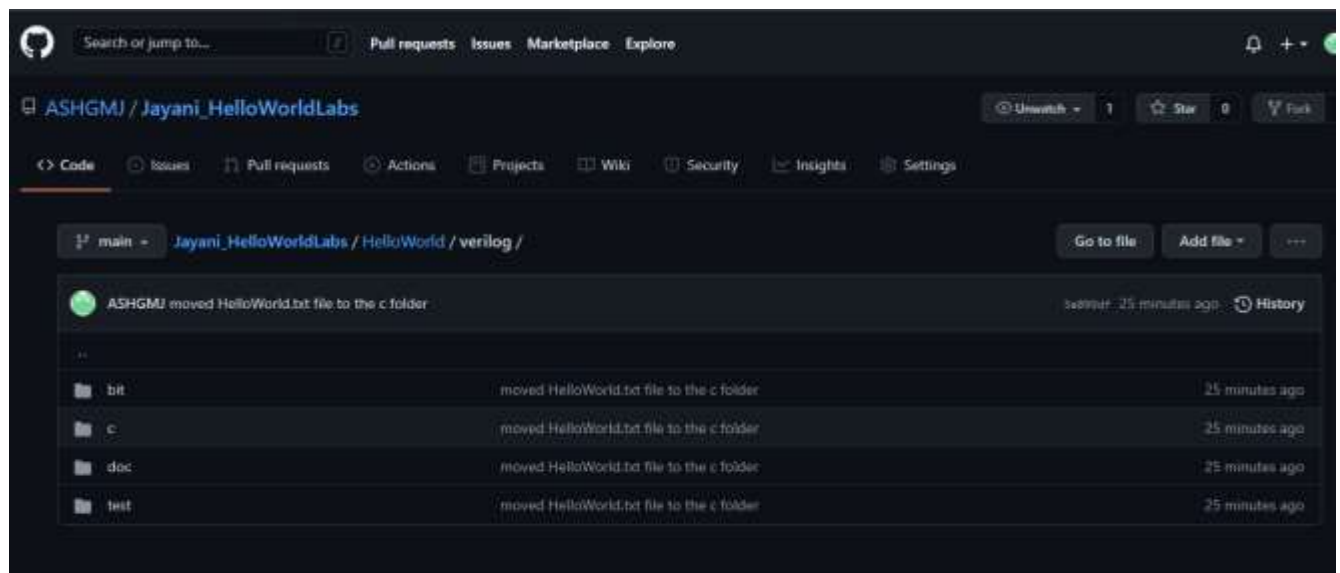 Search or jump to... / Pull requests Issues Marketplace Explore
ASHGMJ / Jayani_HelloWorldLabs Unwatch 1 Star 0 Fork
<> Code Issues Pull requests Actions Projects Wiki Security Insights Settings
main Jayani_HelloWorldLabs / HelloWorld / verilog / Go to file Add file ...
ASHGMJ moved HelloWorld.txt file to the c folder 25 minutes ago History
..
bit moved HelloWorld.txt file to the c folder 25 minutes ago
c moved HelloWorld.txt file to the c folder 25 minutes ago
doc moved HelloWorld.txt file to the c folder 25 minutes ago
test moved HelloWorld.txt file to the c folder 25 minutes ago